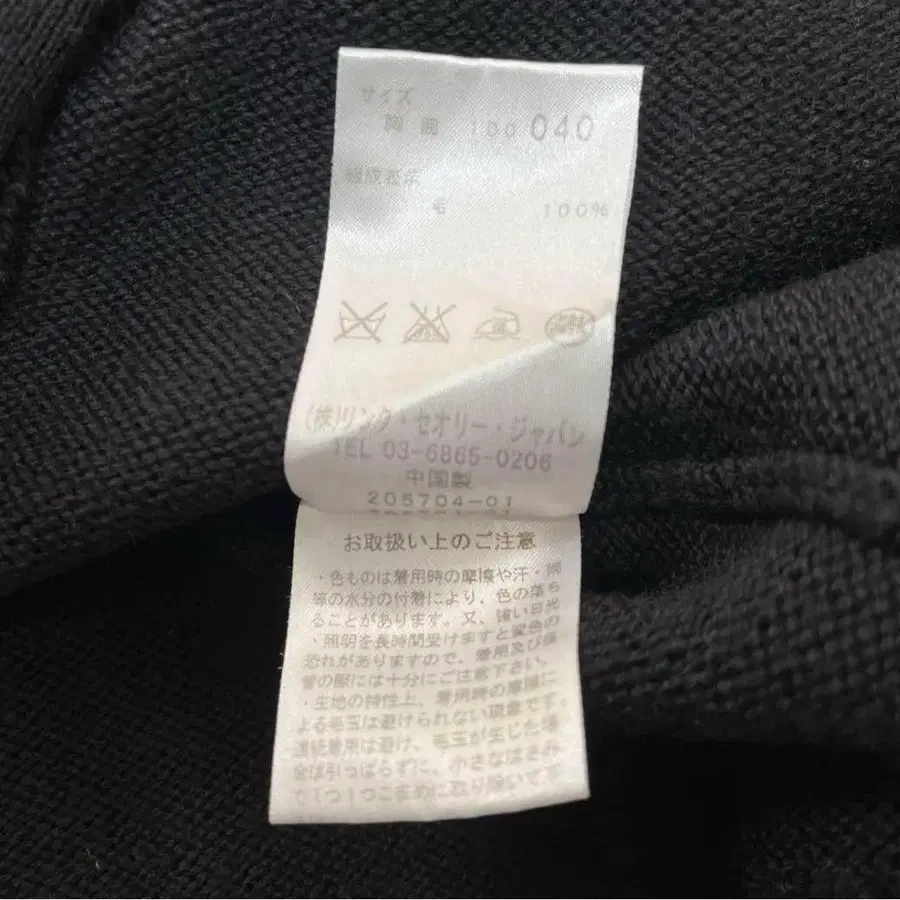 サイズ
胸囲 100 040
組成表示
毛 100%
(株)リンク・セオリー・ジャパン
TEL 03-6865-0206
中国製
205704-01
お取扱い上のご注意
・色ものは着用時の摩擦や汗・雨
等の水分の付着により、色の落ち
ることがあります。又、強い日光
・照明を長時間受けますと変色の
恐れがありますので、着用及び保
管の際には十分にご注意下さい。
・生地の特性上、着用時の摩擦に
よる毛玉は避けられない現象です
連続着用は避け、毛玉が生じた場
合は引っぱらずに、小さなはさみ
で1つ1つこまめに取り除いて下